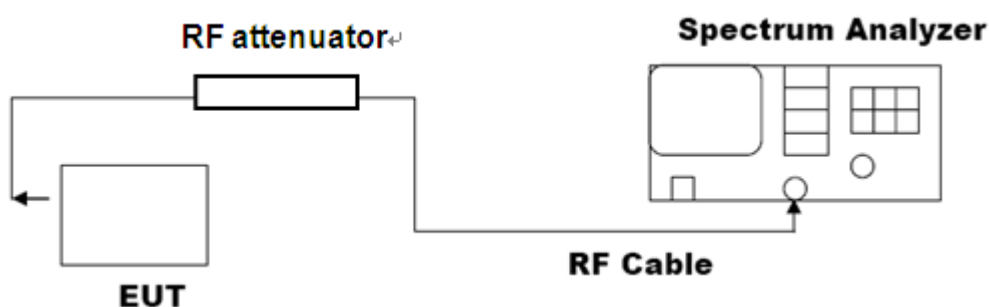 RF attenuator↵
Spectrum Analyzer
RF Cable
EUT